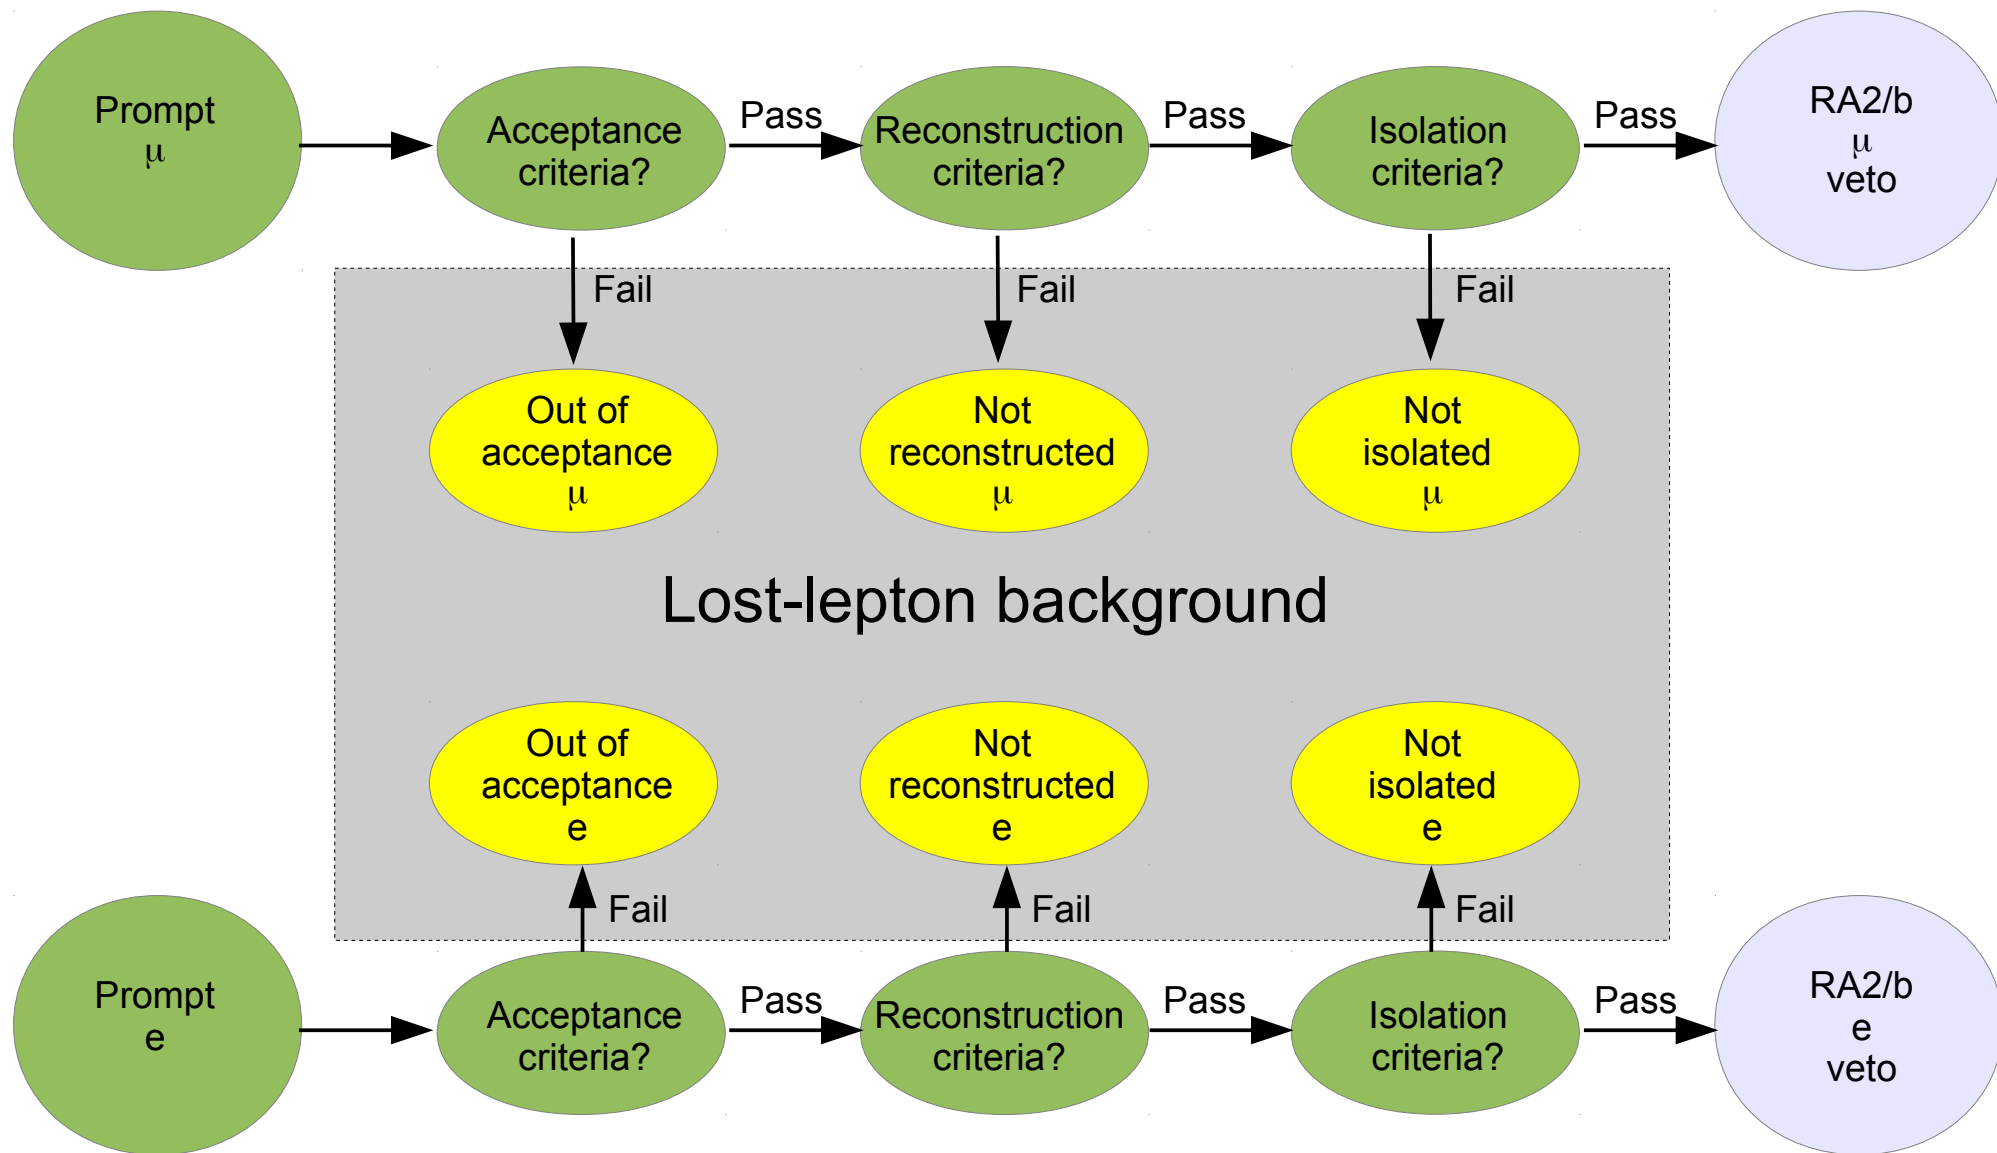 Prompt
μ
Acceptance
criteria?
Pass
Reconstruction
criteria?
Pass
Isolation
criteria?
Pass
RA2/b
μ
veto
Fail
Fail
Fail
Out of
acceptance
μ
Not
reconstructed
μ
Not
isolated
μ
Lost-lepton background
Out of
acceptance
e
Not
reconstructed
e
Not
isolated
e
Fail
Fail
Fail
Prompt
e
Acceptance
criteria?
Pass
Reconstruction
criteria?
Pass
Isolation
criteria?
Pass
RA2/b
e
veto